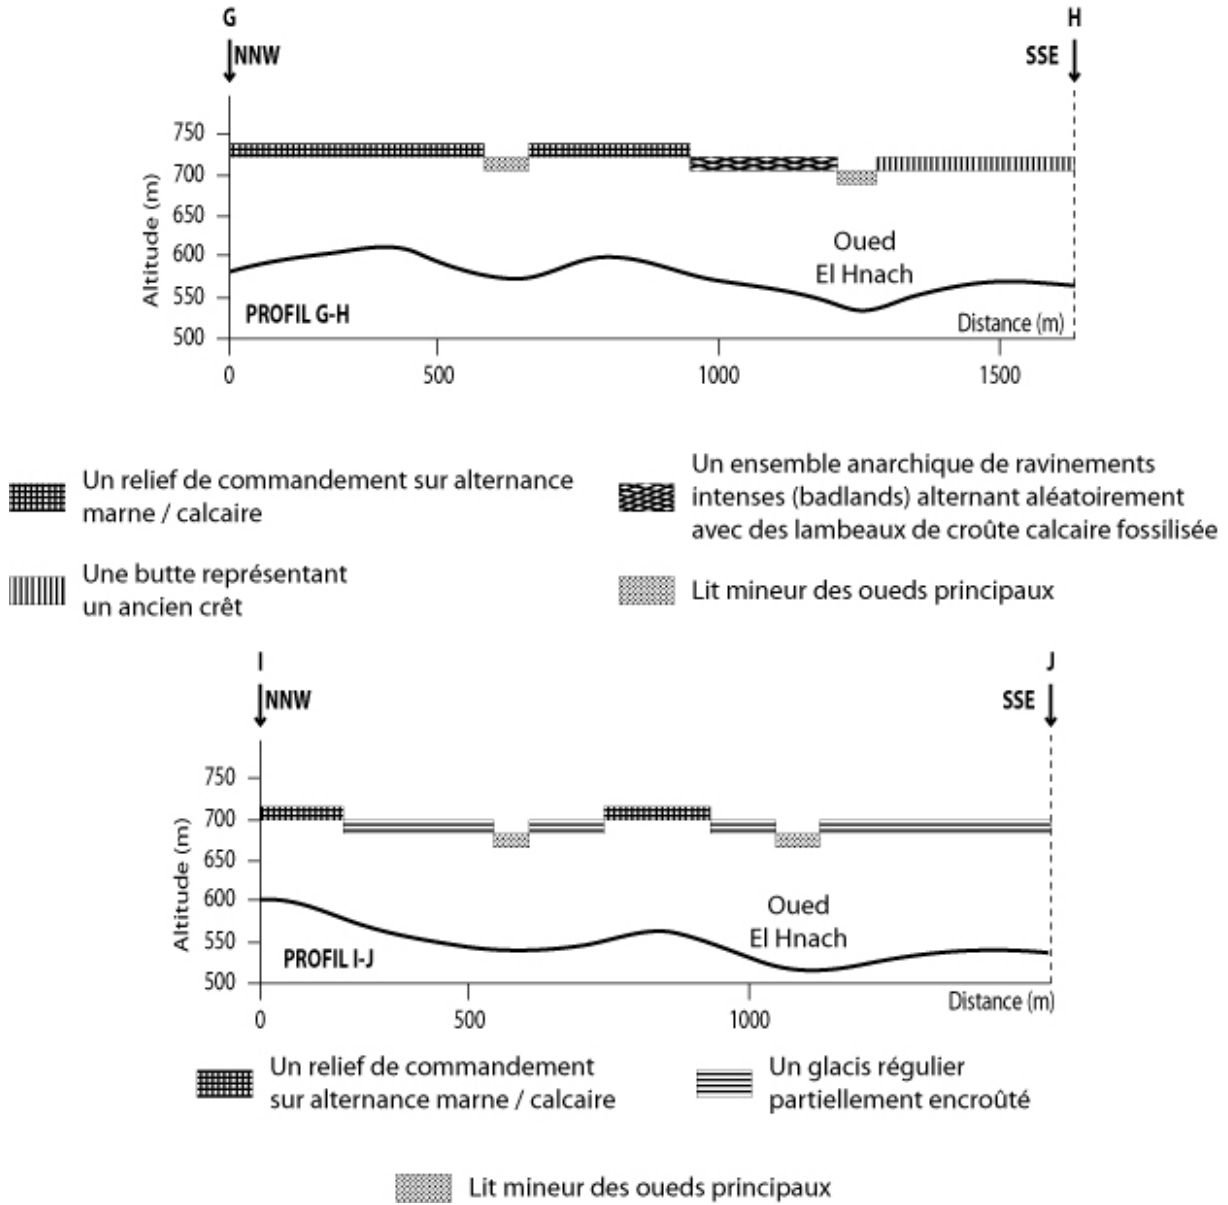 G
H
NNW
SSE
Altitude (m)
750
700
650
600
550
500
Oued
El Hnach
PROFIL G-H
Distance (m)
0
500
1000
1500
Un relief de commandement sur alternance
marne / calcaire
Un ensemble anarchique de ravinements
intenses (badlands) alternant aléatoirement
avec des lambeaux de croûte calcaire fossilisée
Une butte représentant
un ancien crêt
Lit mineur des oueds principaux
I
J
NNW
SSE
Altitude (m)
750
700
650
600
550
500
Oued
El Hnach
PROFIL I-J
Distance (m)
0
500
1000
Un relief de commandement
sur alternance marne / calcaire
Un glacis régulier
partiellement encroûté
Lit mineur des oueds principaux